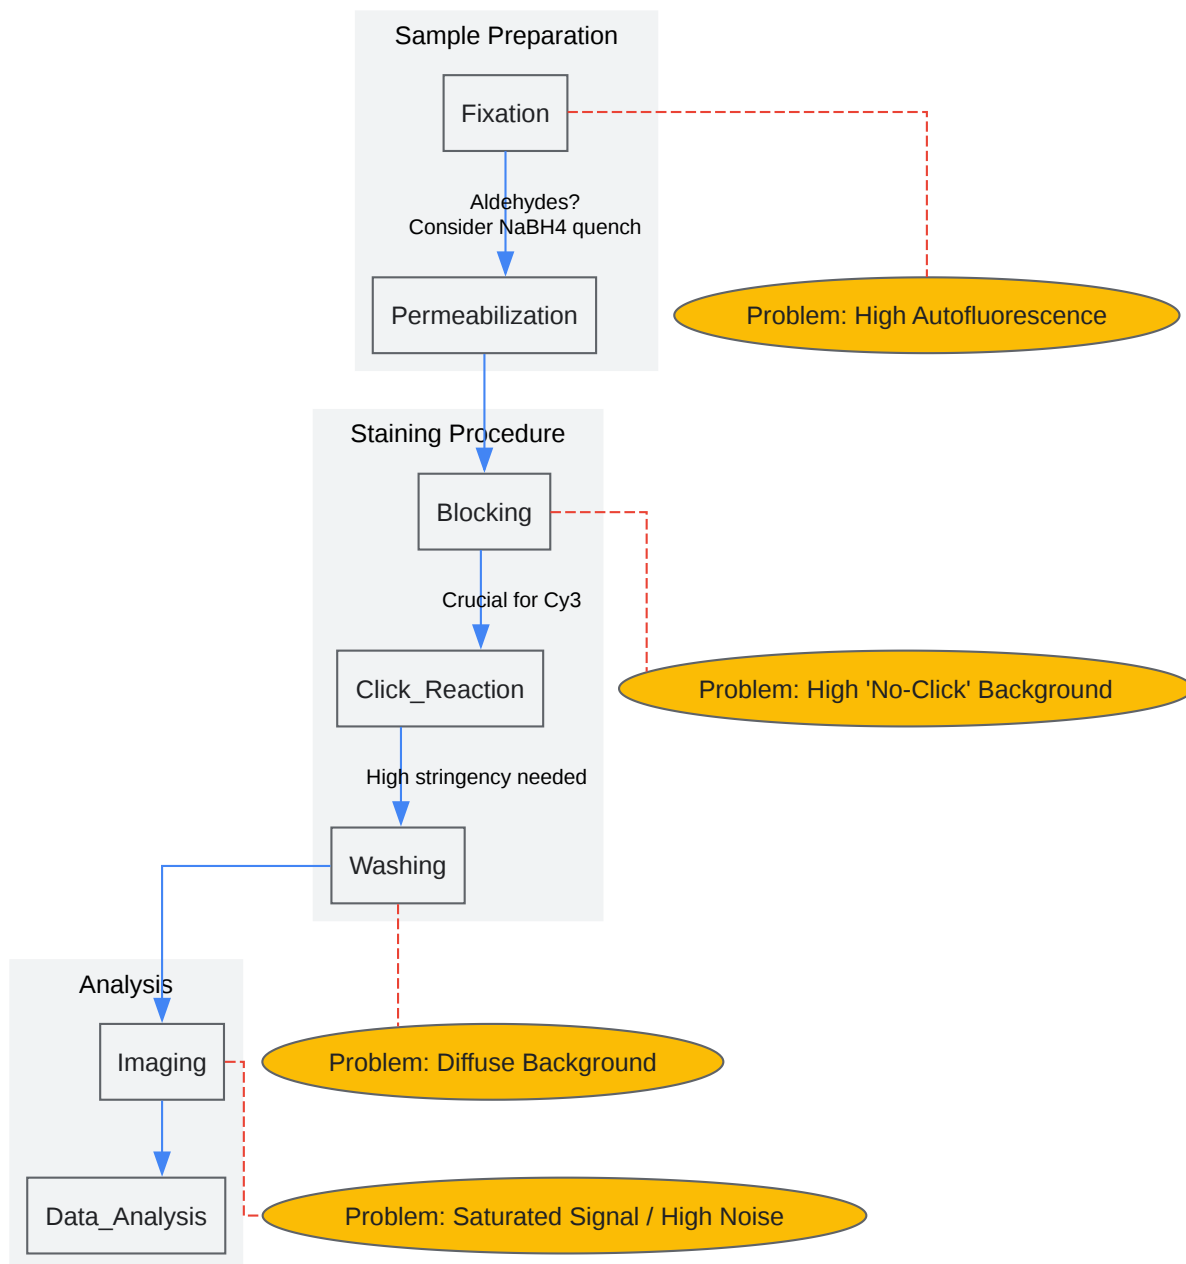 Sample Preparation
Fixation
Aldehydes?
Consider NaBH4 quench
Permeabilization
Problem: High Autofluorescence
Staining Procedure
Blocking
Crucial for Cy3
Click_Reaction
Problem: High 'No-Click' Background
High stringency needed
Washing
Analysis
Imaging
Problem: Diffuse Background
Data_Analysis
Problem: Saturated Signal / High Noise